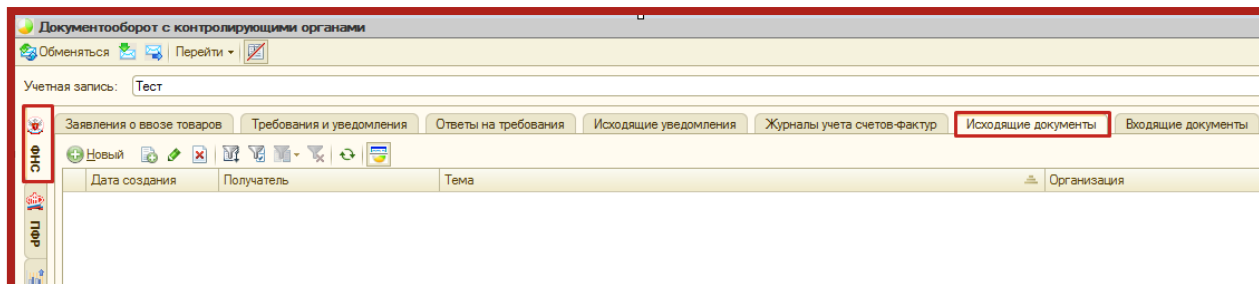 Документооборот с контролирующими органами
Обменяться Перейти
Учетная запись: Тест
Заявления о ввозе товаров Требования и уведомления Ответы на требования Исходящие уведомления Журналы учета счетов-фактур Исходящие документы Входящие документы
ФНС
Новый
Дата создания Получатель Тема Организация
ПФР